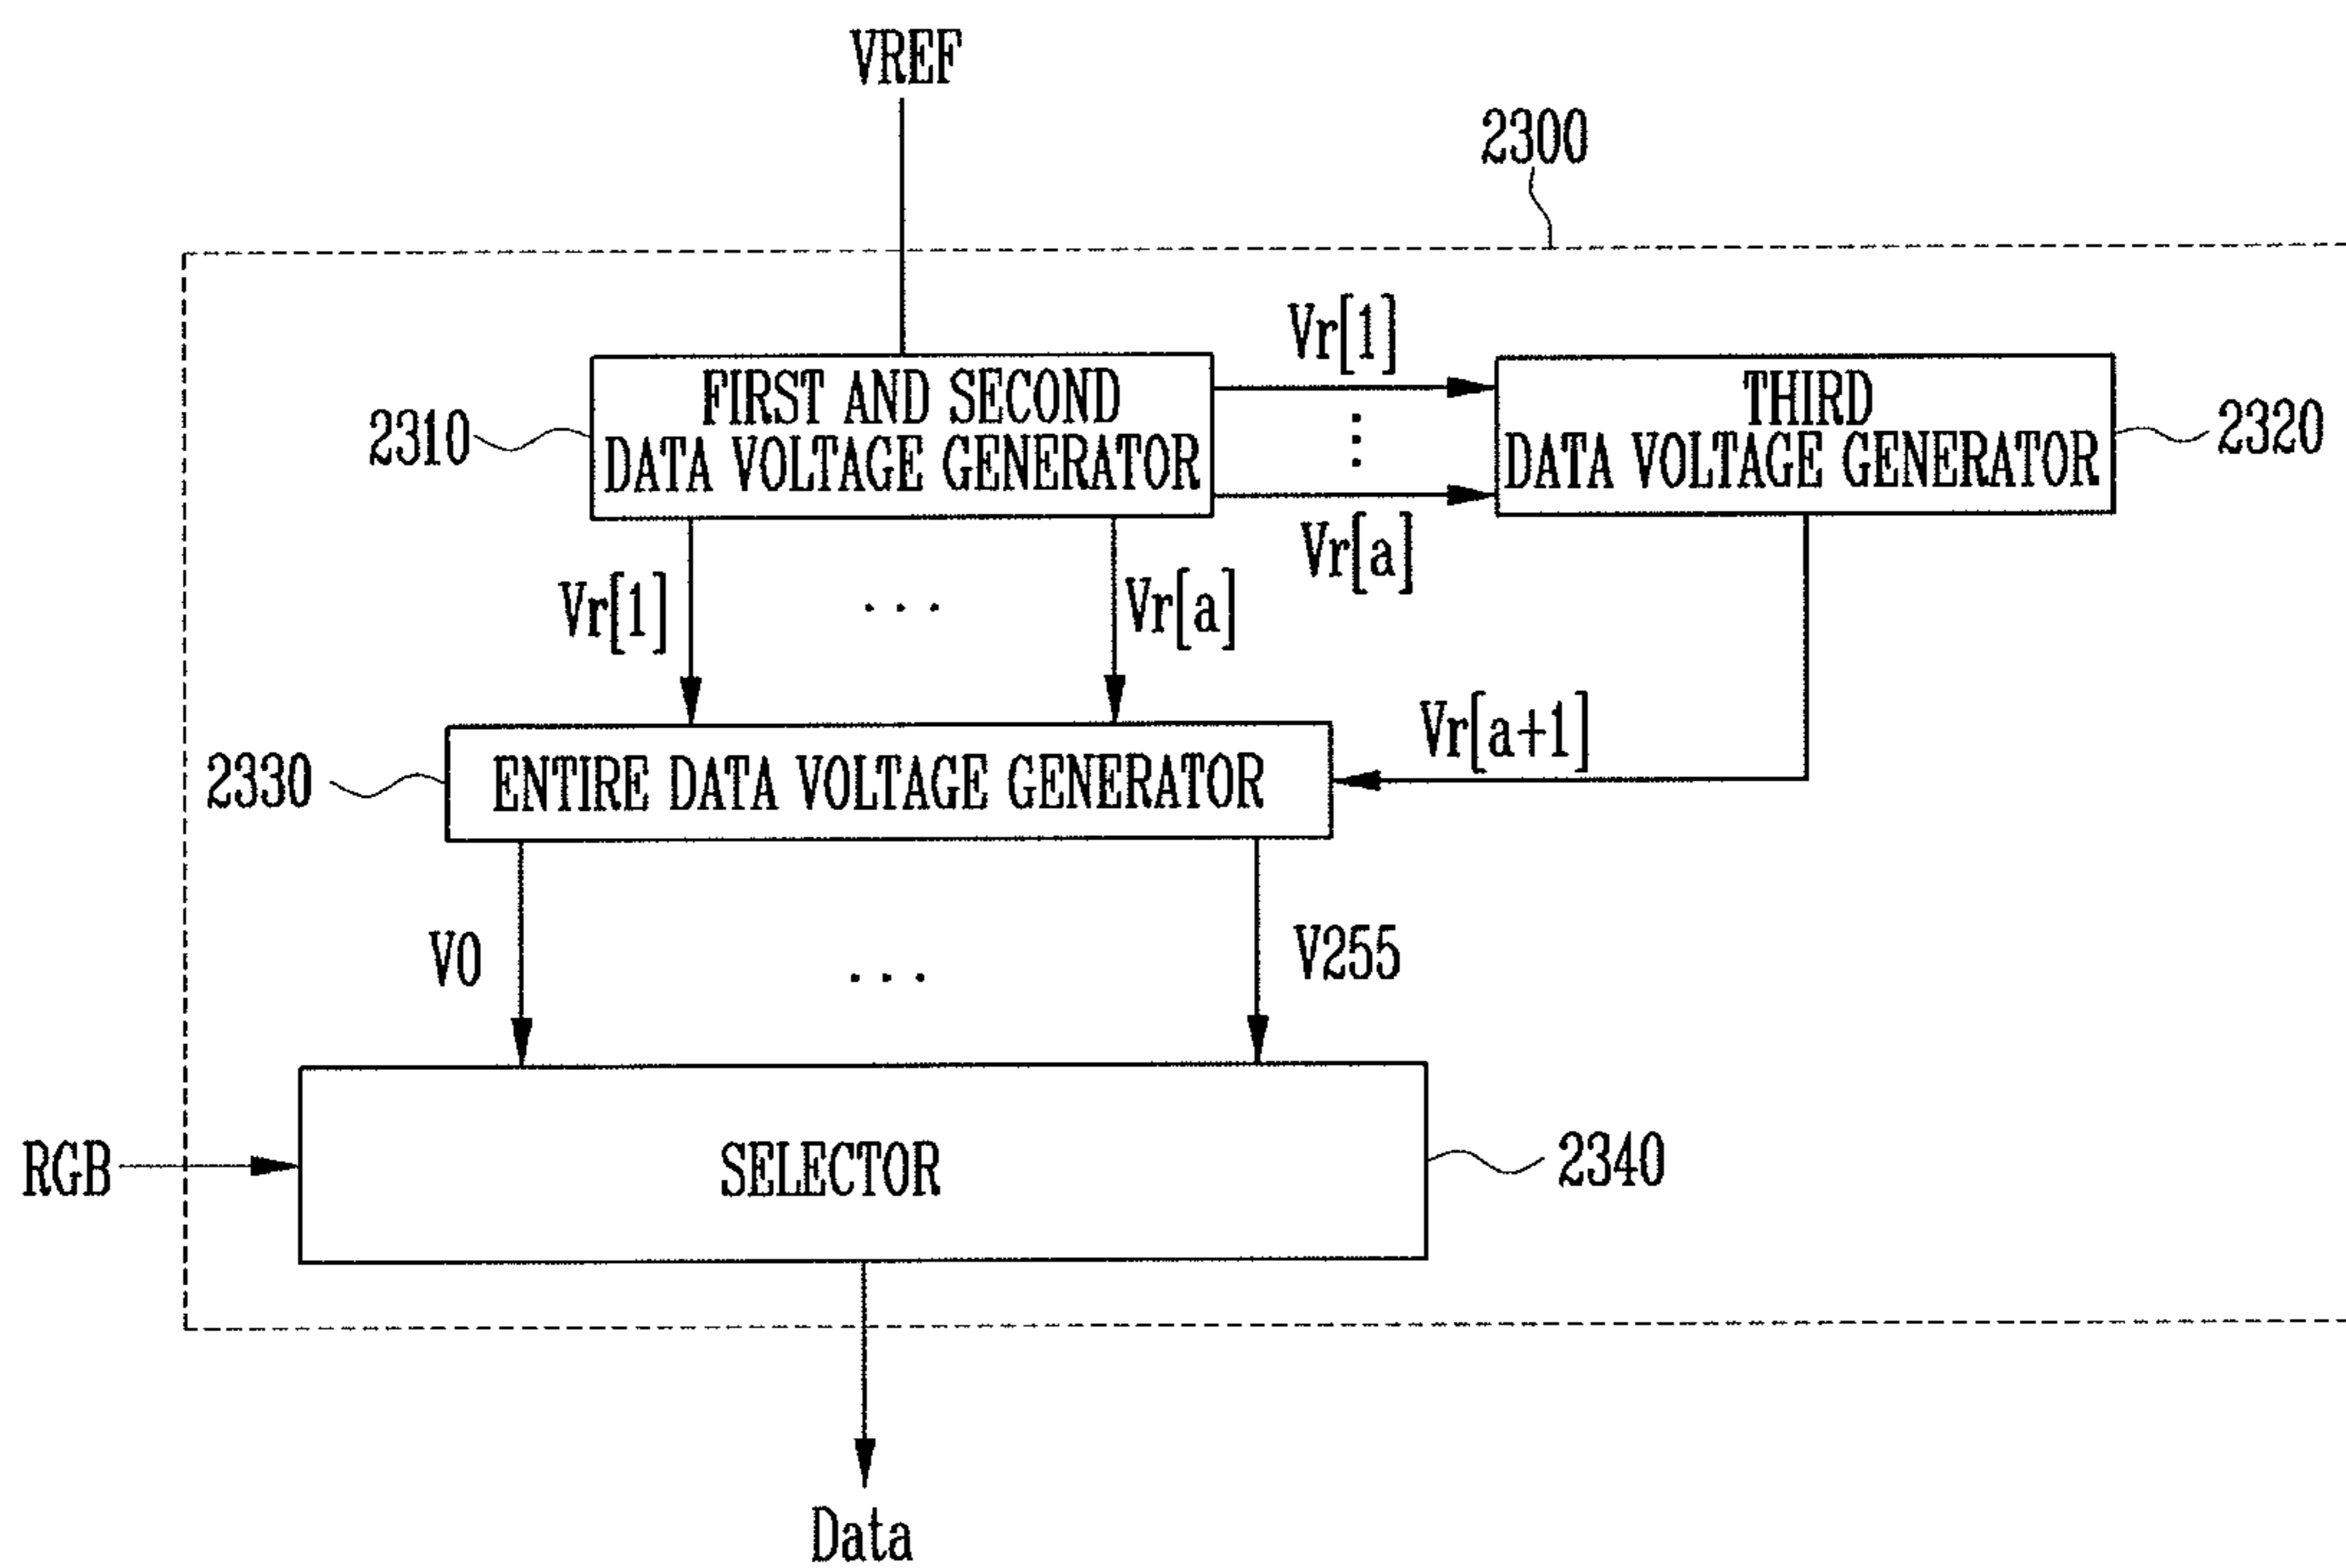 VREF
2300
Vr[1]
FIRST AND SECOND
DATA VOLTAGE GENERATOR
2310
THIRD
DATA VOLTAGE GENERATOR
2320
Vr[a]
Vr[1]
...
Vr[a]
Vr[a+1]
2330
ENTIRE DATA VOLTAGE GENERATOR
V0
...
V255
RGB
SELECTOR
2340
Data